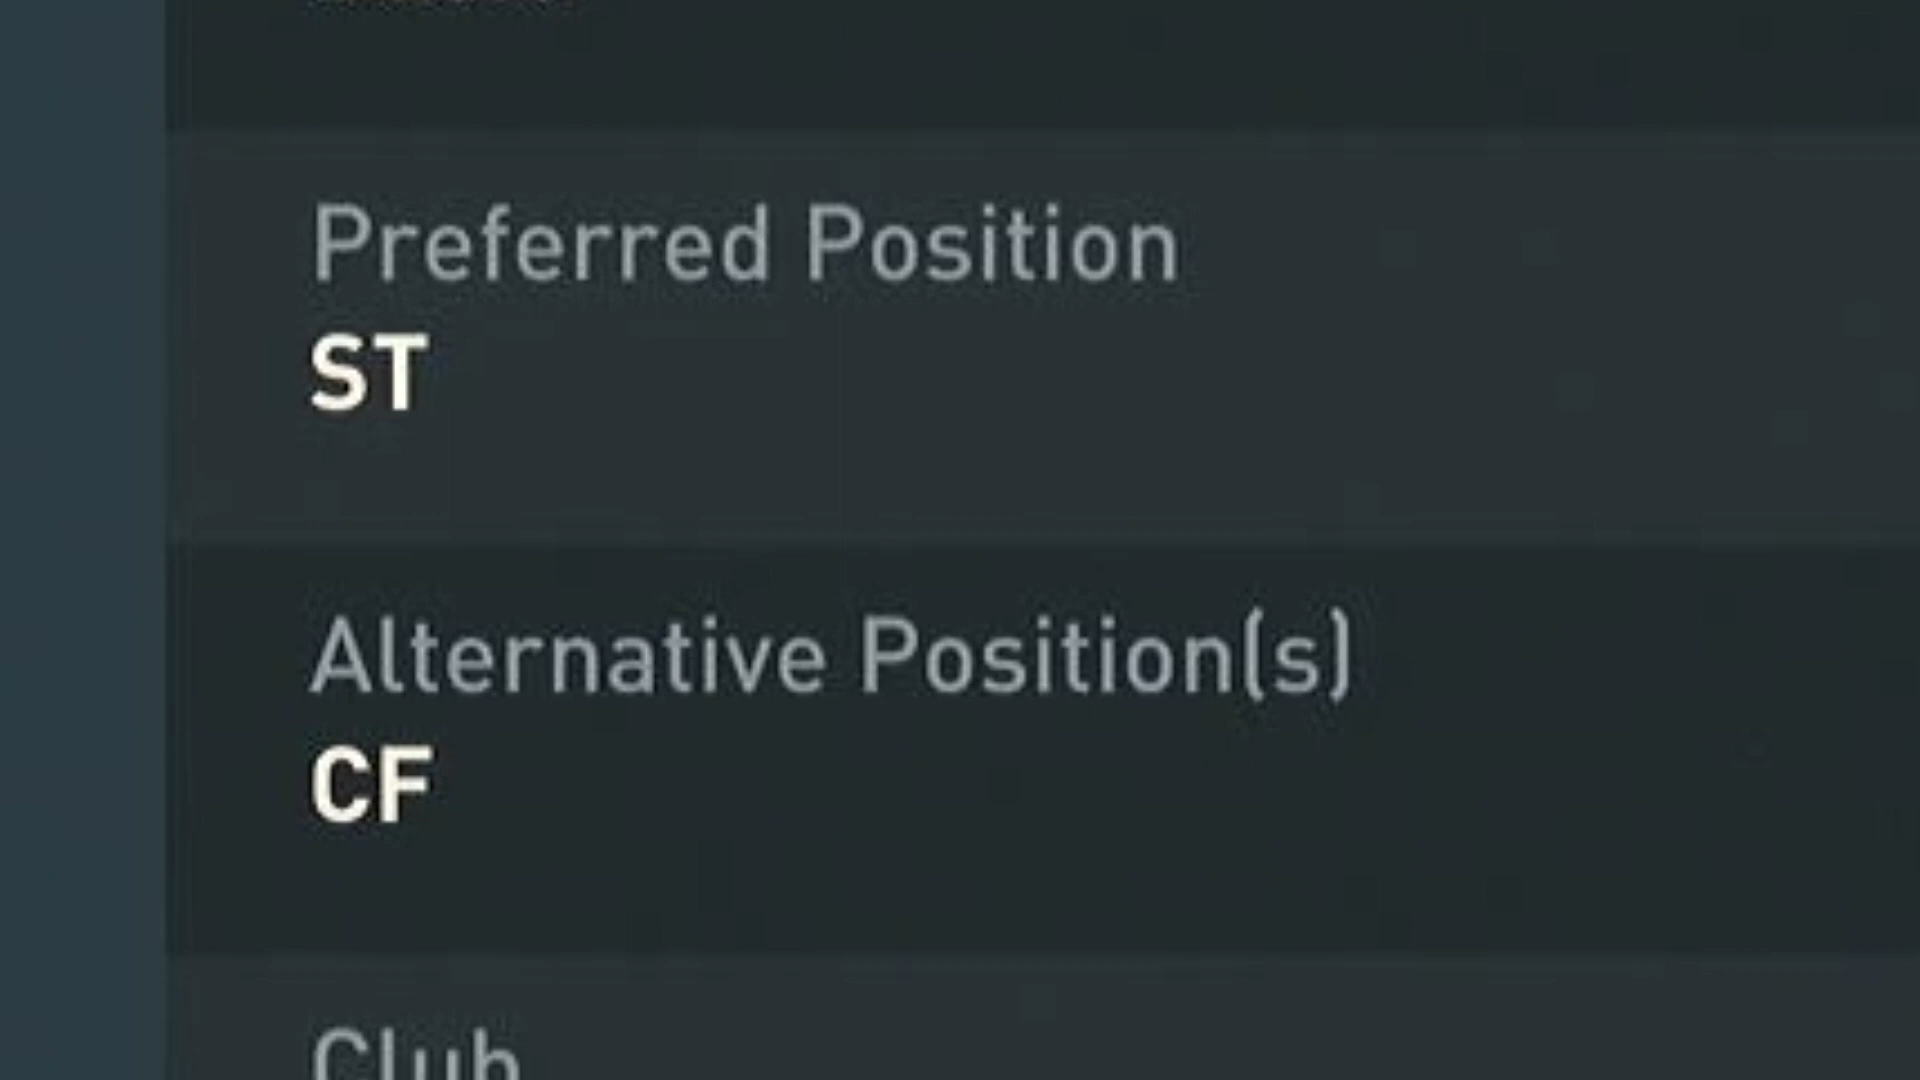 Preferred Position
ST
Alternative Position(s)
CF
Club